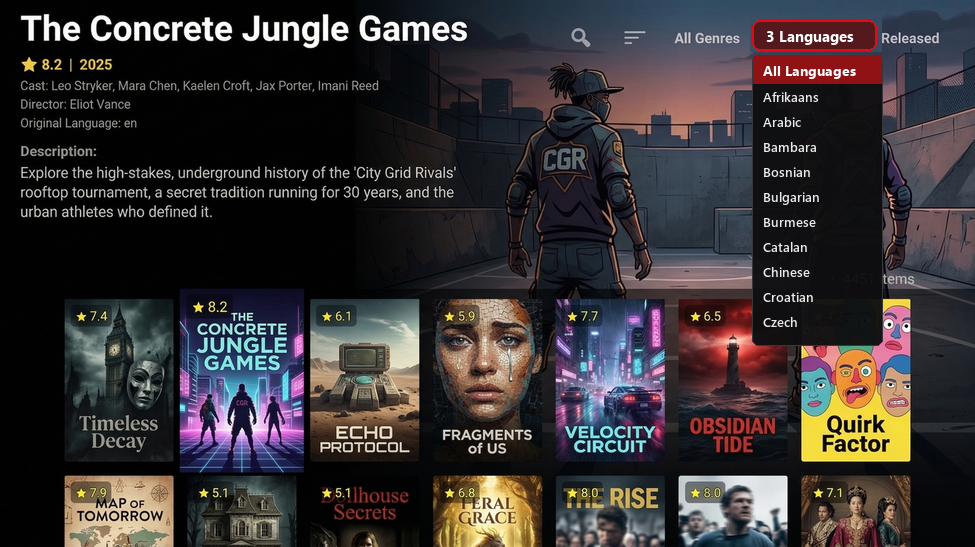 The Concrete Jungle Games
8.2 | 2025
Cast: Leo Stryker, Mara Chen, Kaelen Croft, Jax Porter, Imani Reed
Director: Eliot Vance
Original Language: en
Description:
Explore the high-stakes, underground history of the 'City Grid Rivals'
rooftop tournament, a secret tradition running for 30 years, and the
urban athletes who defined it.
All Genres
3 Languages
Released
All Languages
Afrikaans
Arabic
Bambara
Bosnian
Bulgarian
Burmese
Catalan
Chinese
Croatian
Czech
CGR
4451 items
7.4
Timeless
Decay
8.2
THE
CONCRETE
JUNGLE
GAMES
CGR
6.1
ECHO
PROTOCOL
5.9
FRAGMENTS
of US
7.7
VELOCITY
CIRCUIT
6.5
OBSIDIAN
TIDE
Quirk
Factor
7.9
MAP OF
TOMORROW
5.1
5.1
Dollhouse
Secrets
6.8
FERAL
GRACE
8.0
THE RISE
8.0
7.1